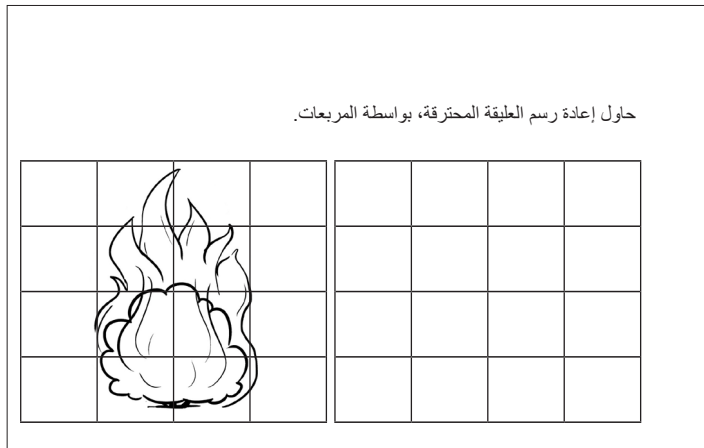 حاول إعادة رسم العليقة المحترقة، بواسطة المربعات.